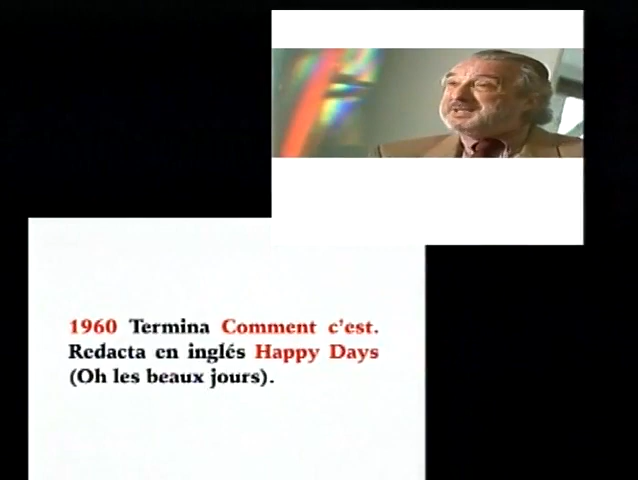 1960 Termina Comment c'est.
Redacta en inglés Happy Days
(Oh les beaux jours).